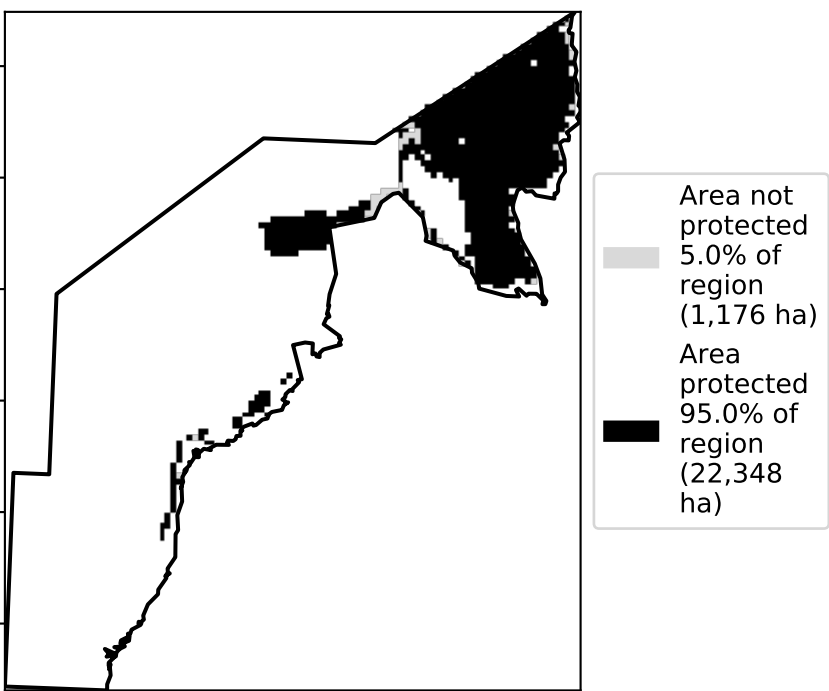 Area not
protected
5.0% of
region
(1,176 ha)
Area
protected
95.0% of
region
(22,348
ha)